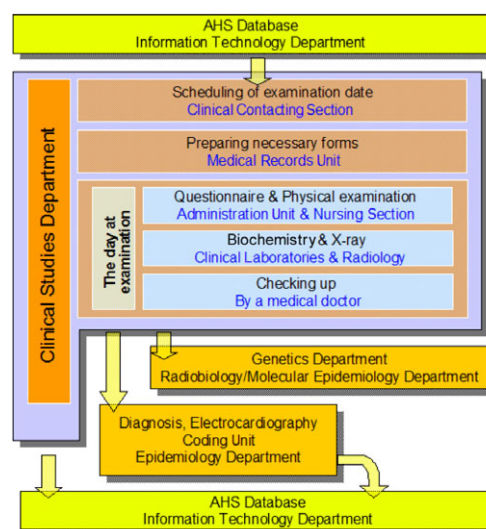 AHS Database
Information Technology Department
Clinical Studies Department
Scheduling of examination date
Clinical Contacting Section
Preparing necessary forms
Medical Records Unit
The day at
examination
Questionnaire & Physical examination
Administration Unit & Nursing Section
Biochemistry & X-ray
Clinical Laboratories & Radiology
Checking up
By a medical doctor
Genetics Department
Radiobiology/Molecular Epidemiology Department
Diagnosis, Electrocardiography
Coding Unit
Epidemiology Department
AHS Database
Information Technology Department